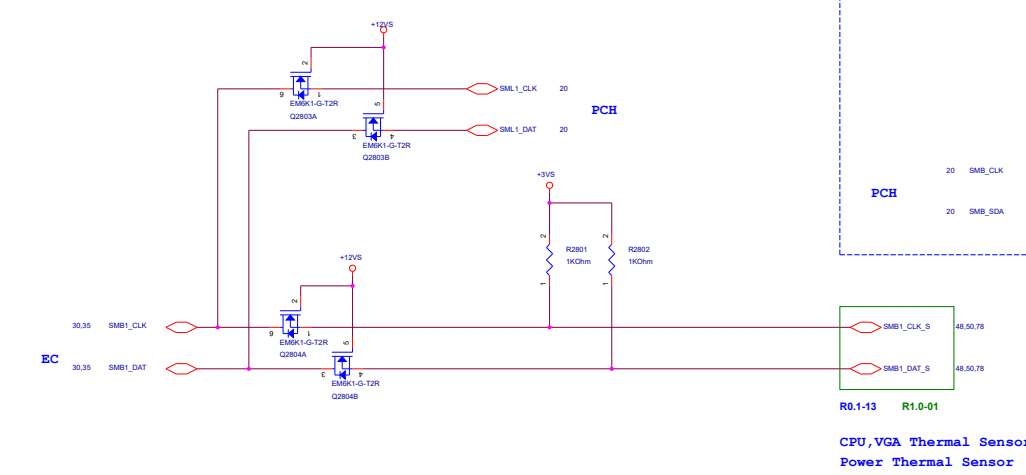 +12VS
2
6
1
EM6K1-G-T2R
Q2803A
SML1_CLK 20
5
PCH
3
4
EM6K1-G-T2R
Q2803B
SML1_DAT 20
+3VS
20 SMB_CLK
PCH
20 SMB_SDA
2
R2801
1KOhm
1
2
R2802
1KOhm
1
+12VS
2
30,35 SMB1_CLK
6
1
EM6K1-G-T2R
Q2804A
SMB1_CLK_S 48,50,78
5
EC
30,35 SMB1_DAT
3
4
EM6K1-G-T2R
Q2804B
SMB1_DAT_S 48,50,78
R0.1-13 R1.0-01
CPU,VGA Thermal Sensor
Power Thermal Sensor